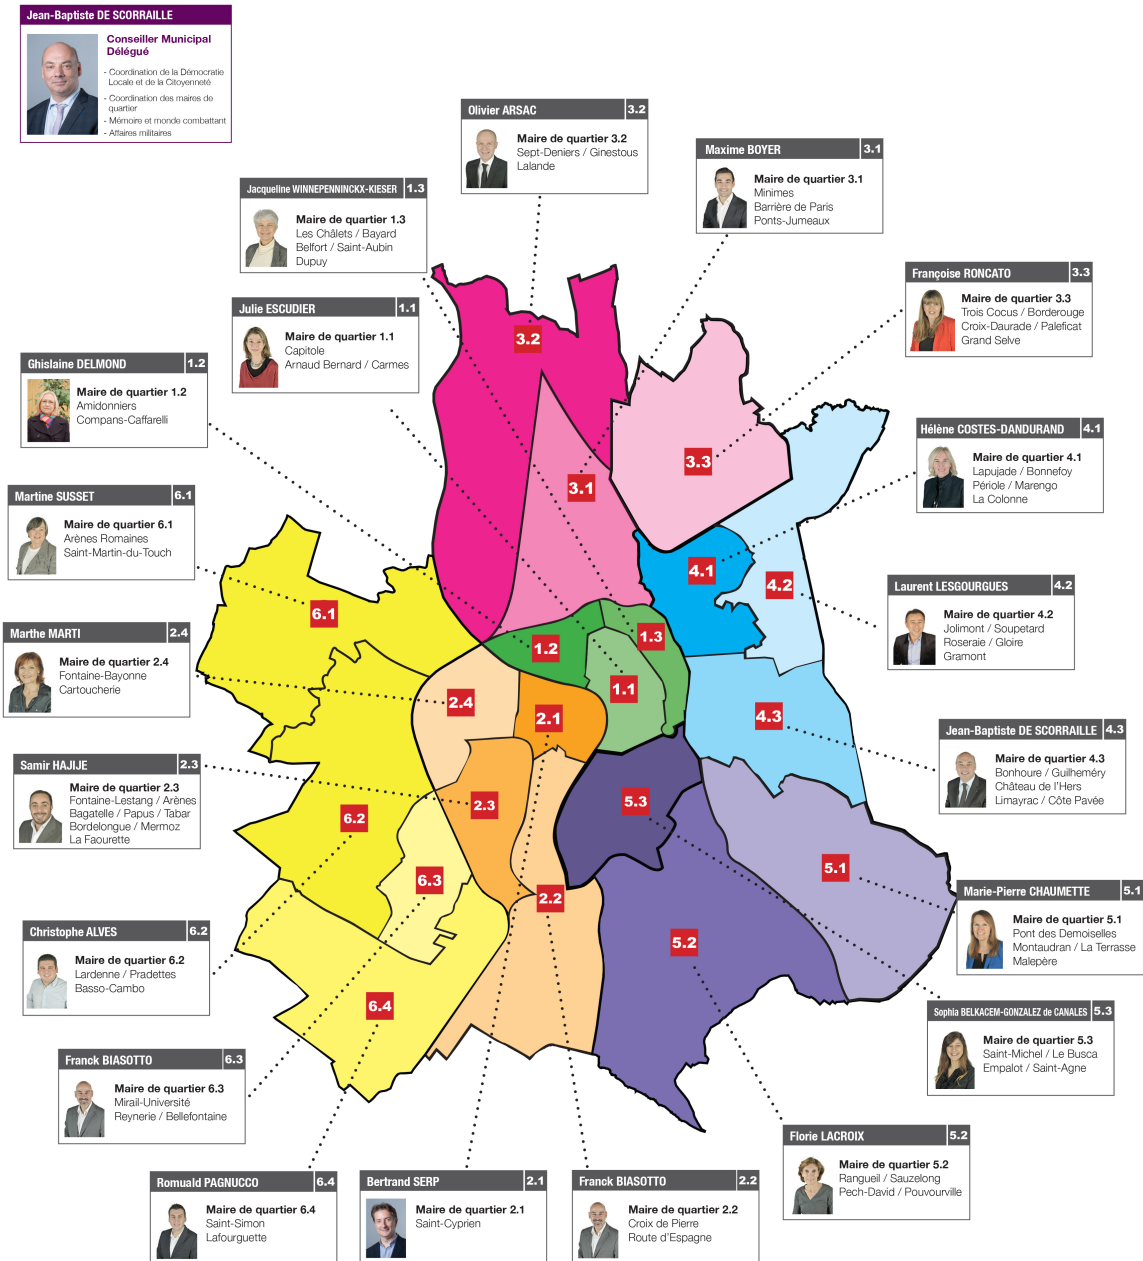 Jean-Baptiste DE SCORRAILLE
Conseiller Municipal
Délégué
- Coordination de la Démocratie
Locale et de la Citoyenneté
- Coordination des maires de
quartier
- Mémoire et monde combattant
- Affaires militaires
Olivier ARSAC 3.2
Maire de quartier 3.2
Sept-Deniers / Ginestous
Lalande
Maxime BOYER 3.1
Maire de quartier 3.1
Minimes
Barrière de Paris
Ponts-Jumeaux
Jacqueline WINNEPENNINCKX-KIESER 1.3
Maire de quartier 1.3
Les Châlets / Bayard
Belfort / Saint-Aubin
Dupuy
Françoise RONCATO 3.3
Maire de quartier 3.3
Trois Cocus / Borderouge
Croix-Daurade / Paleficat
Grand Selve
Julie ESCUDIER 1.1
Maire de quartier 1.1
Capitole
Arnaud Bernard / Carmes
Ghislaine DELMOND 1.2
Maire de quartier 1.2
Amidonniers
Compans-Caffarelli
Hélène COSTES-DANDURAND 4.1
Maire de quartier 4.1
Lapujade / Bonnefoy
Périole / Marengo
La Colonne
Martine SUSSET 6.1
Maire de quartier 6.1
Arènes Romaines
Saint-Martin-du-Touch
Laurent LESGOURGUES 4.2
Maire de quartier 4.2
Jolimont / Soupetard
Roseraie / Gloire
Gramont
Marthe MARTI 2.4
Maire de quartier 2.4
Fontaine-Bayonne
Cartoucherie
Jean-Baptiste DE SCORRAILLE 4.3
Maire de quartier 4.3
Bonhoure / Guilheméry
Château de l'Hers
Limayrac / Côte Pavée
Samir HAJIJE 2.3
Maire de quartier 2.3
Fontaine-Lestang / Arènes
Bagatelle / Papus / Tabar
Bordelongue / Mermoz
La Faourette
Marie-Pierre CHAUMETTE 5.1
Maire de quartier 5.1
Pont des Demoiselles
Montaudran / La Terrasse
Malepère
Christophe ALVES 6.2
Maire de quartier 6.2
Lardenne / Pradettes
Basso-Cambo
Sophia BELKACEM-GONZALEZ de CANALES 5.3
Maire de quartier 5.3
Saint-Michel / Le Busca
Empalot / Saint-Agne
Franck BIASOTTO 6.3
Maire de quartier 6.3
Mirail-Université
Reynerie / Bellefontaine
Florie LACROIX 5.2
Maire de quartier 5.2
Rangueil / Sauzelong
Pech-David / Pouvourville
Romuald PAGNUCCO 6.4
Maire de quartier 6.4
Saint-Simon
Lafourguette
Bertrand SERP 2.1
Maire de quartier 2.1
Saint-Cyprien
Franck BIASOTTO 2.2
Maire de quartier 2.2
Croix de Pierre
Route d'Espagne
3.2
3.3
3.1
4.1
4.2
6.1
1.3
1.2
1.1
2.4
2.1
4.3
2.3
5.3
6.2
5.1
6.3
2.2
5.2
6.4